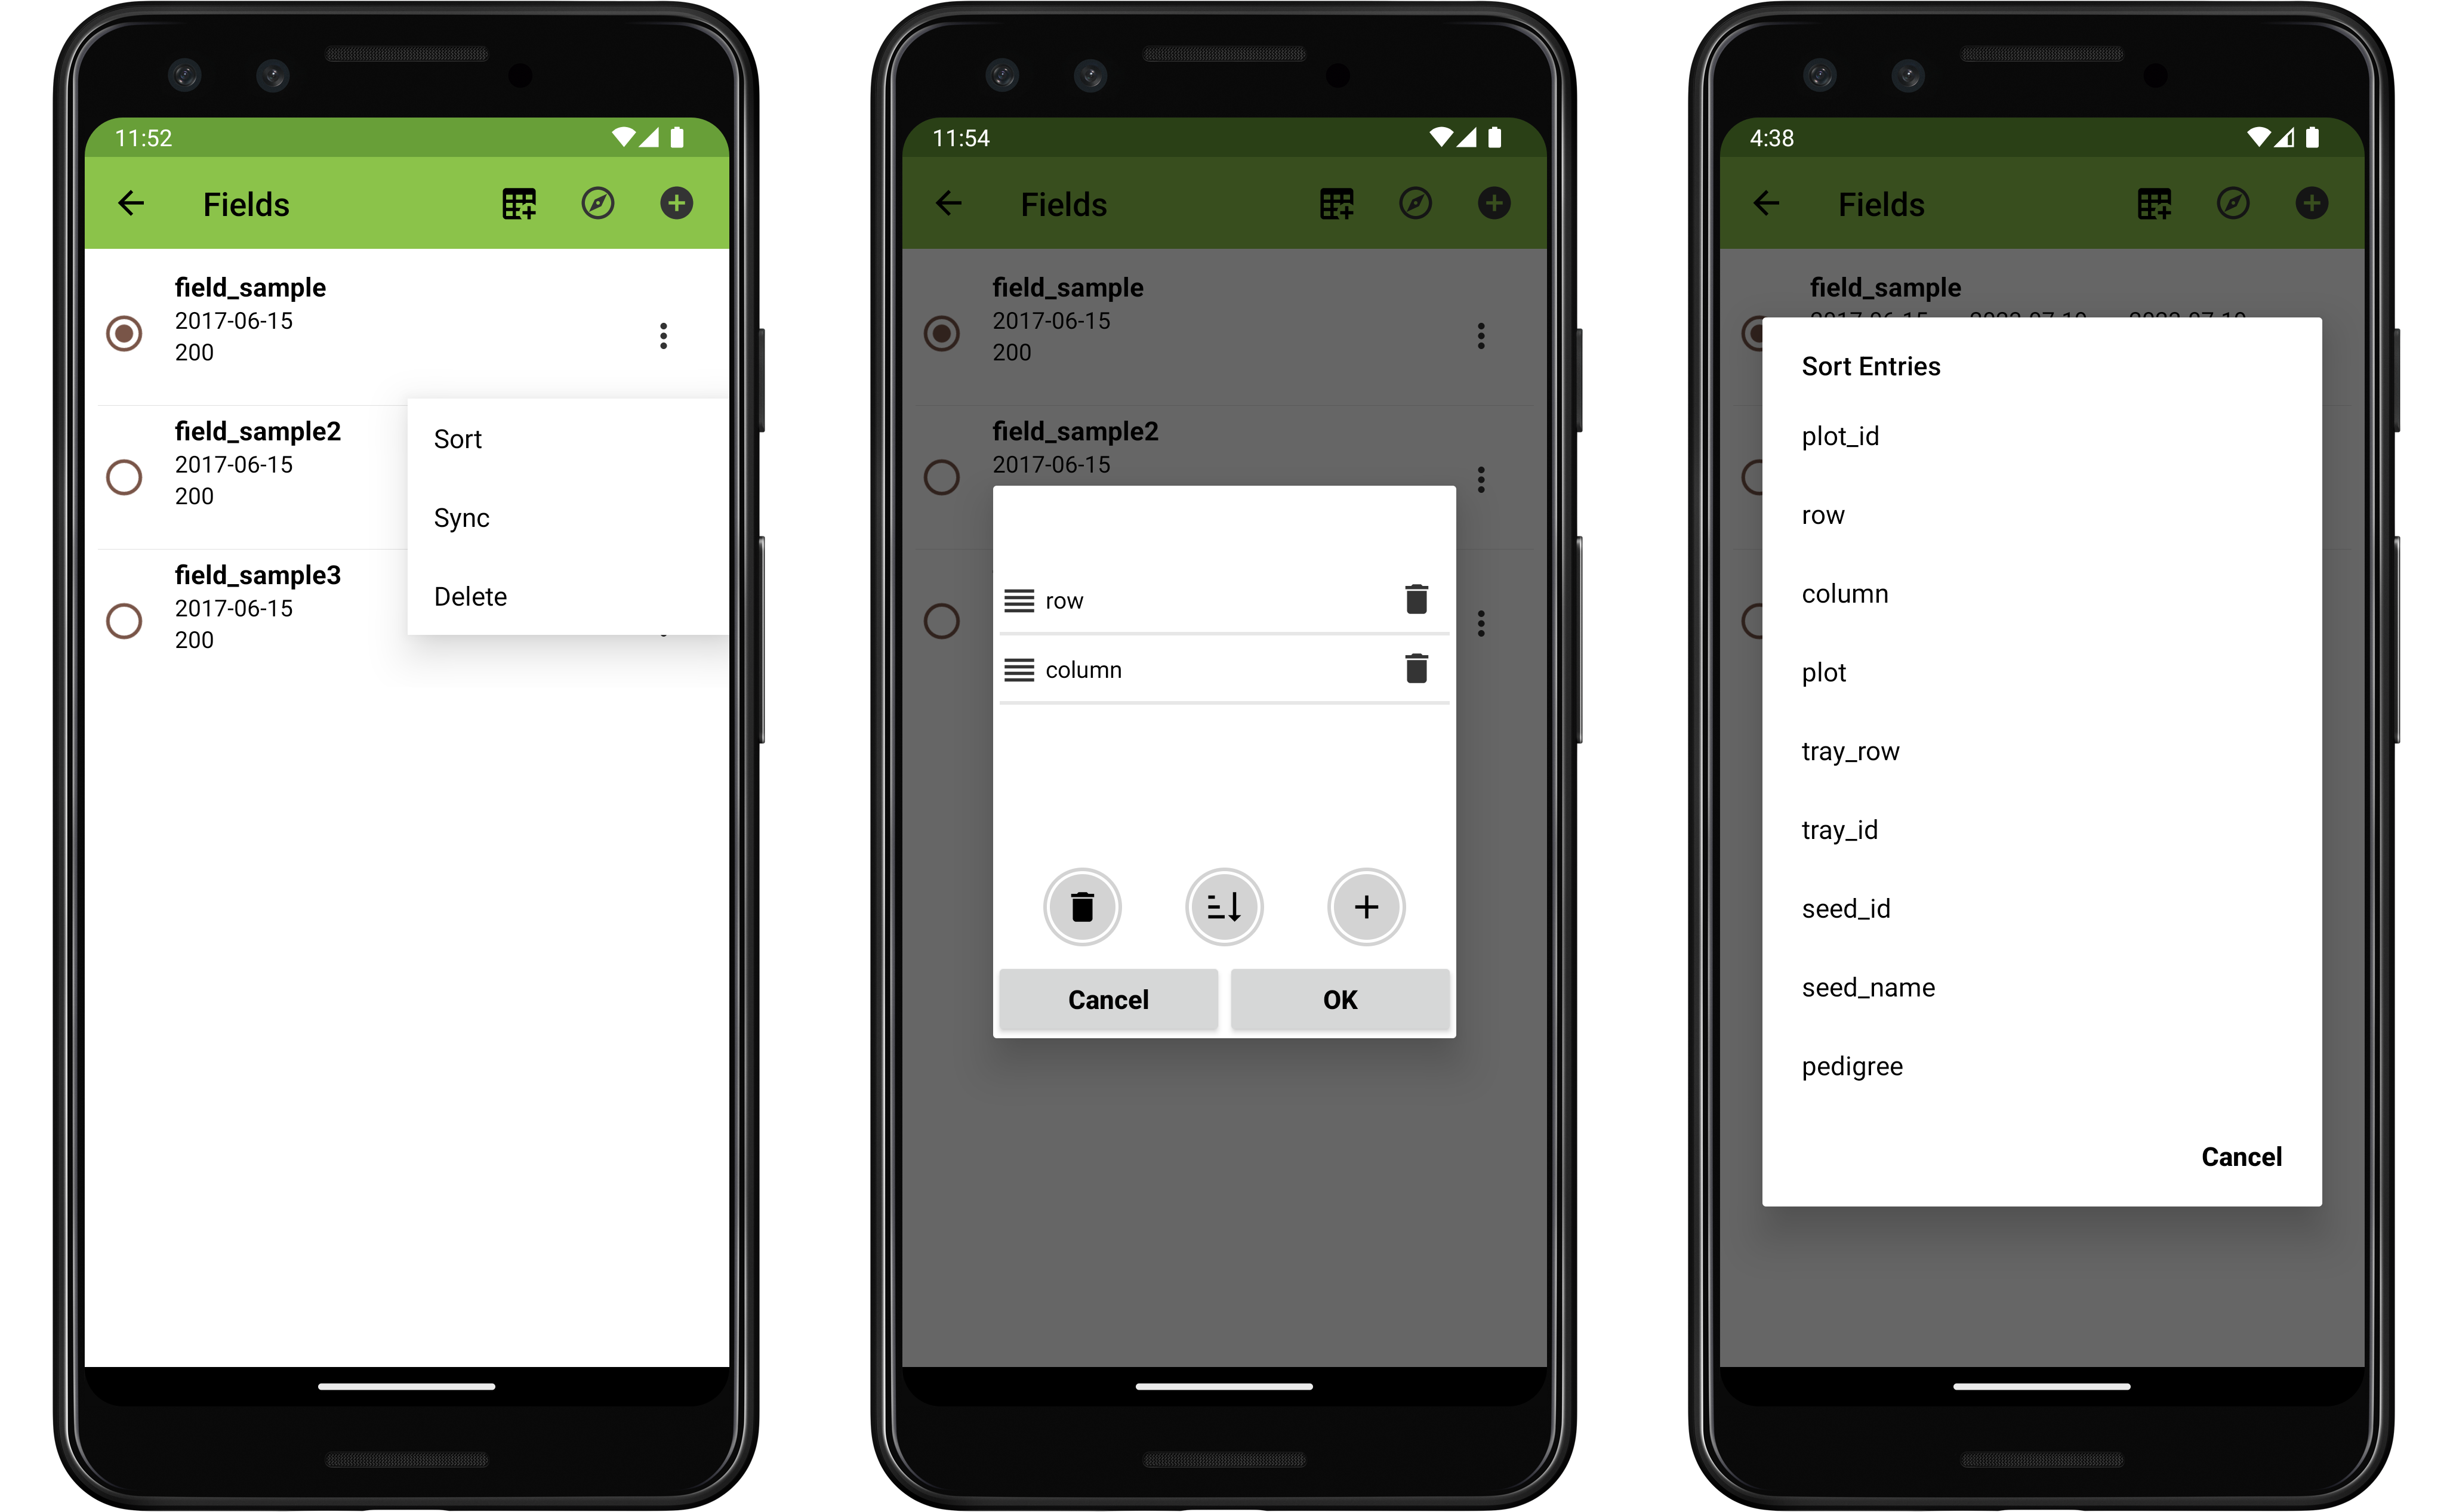 11:52
Fields
field_sample
2017-06-15
200
field_sample2
2017-06-15
200
field_sample3
2017-06-15
200
Sort
Sync
Delete
11:54
Fields
field_sample
2017-06-15
200
field_sample2
2017-06-15
row
column
Cancel
OK
4:38
Fields
field_sample
Sort Entries
plot_id
row
column
plot
tray_row
tray_id
seed_id
seed_name
pedigree
Cancel